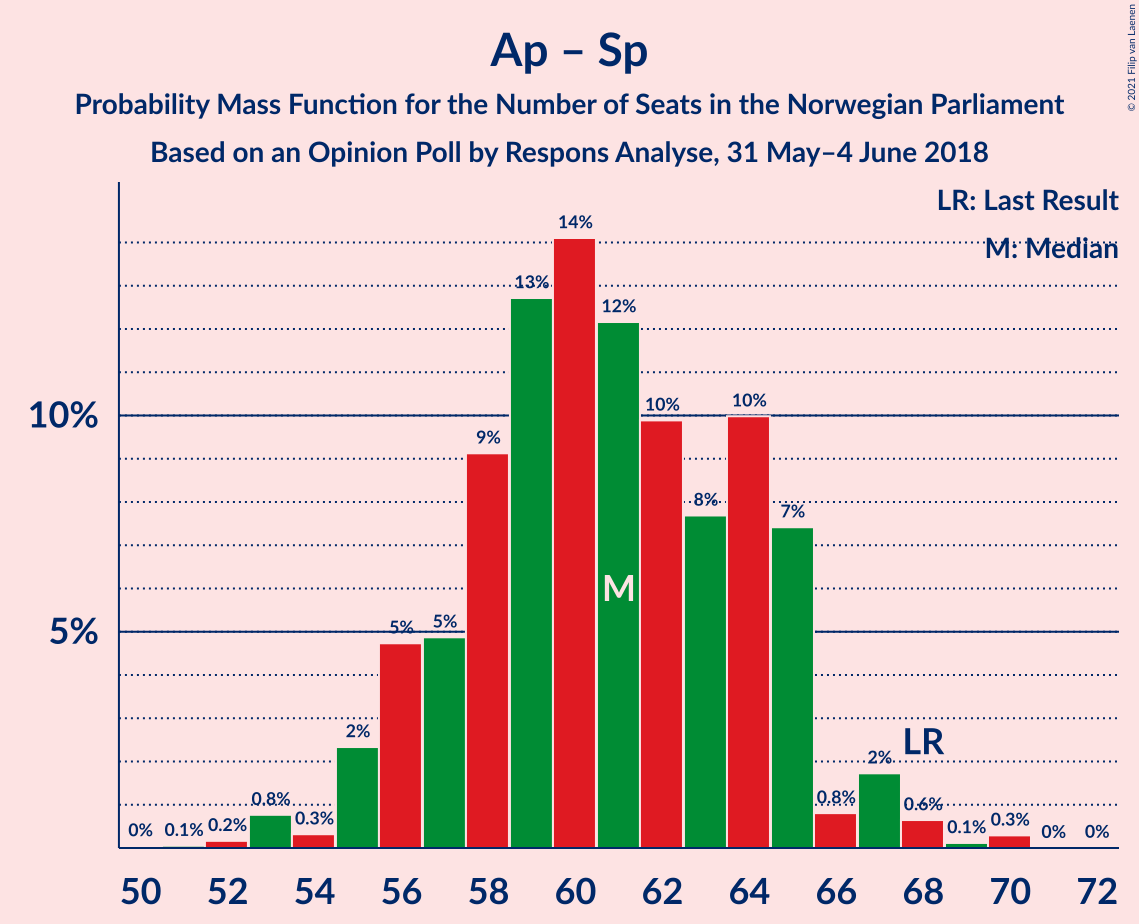 © 2021 Filip van Laenen
Ap – Sp
Probability Mass Function for the Number of Seats in the Norwegian Parliament
Based on an Opinion Poll by Respons Analyse, 31 May–4 June 2018
LR: Last Result
M: Median
10%
5%
0% 0.1% 0.2% 0.8% 0.3% 2% 5% 5% 9% 13% 14% 12% 10% 8% 10% 7% 0.8% 2% 0.6% 0.1% 0.3% 0% 0%
M
LR
50 52 54 56 58 60 62 64 66 68 70 72